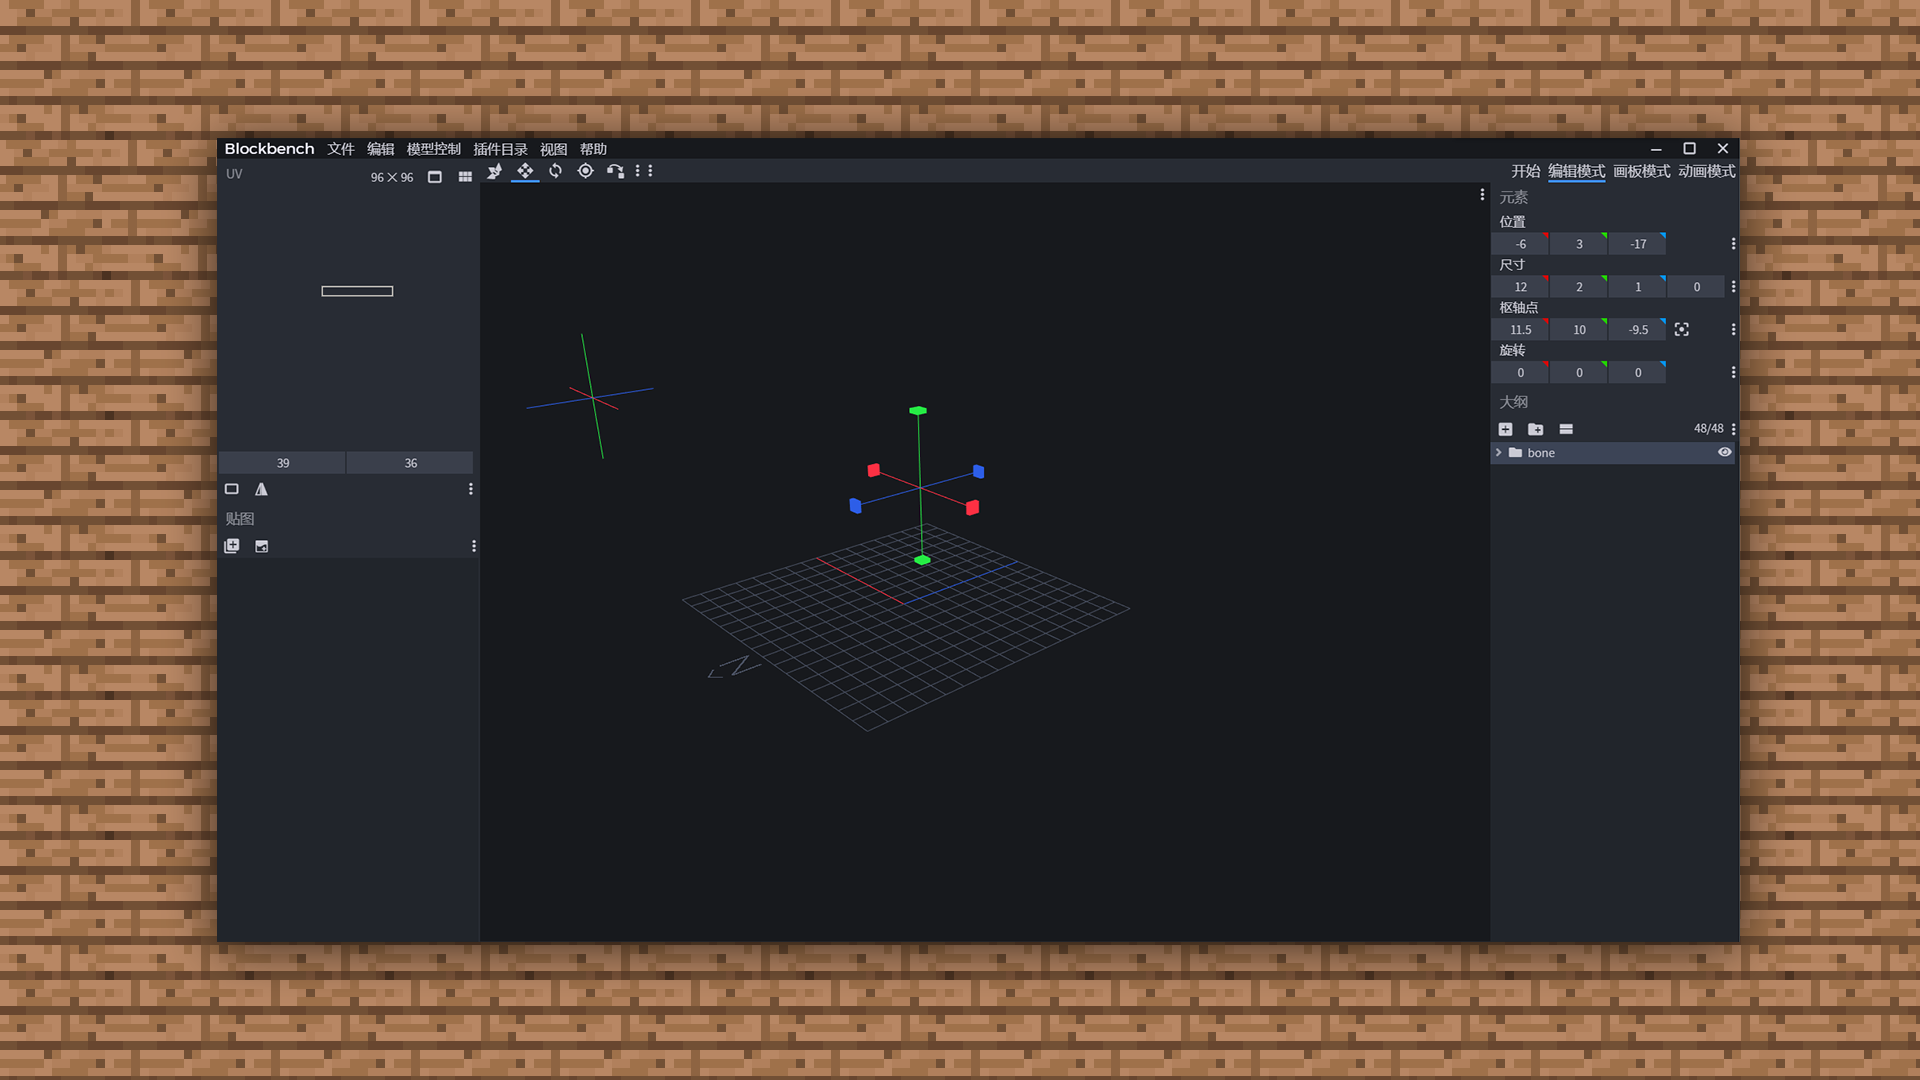 Blockbench 文件 编辑 模型控制 插件目录 视图 帮助
UV
96 × 96
开始 编辑模式 画板模式 动画模式
元素
位置
-6 3 -17
尺寸
12 2 1 0
枢轴点
11.5 10 -9.5
旋转
0 0 0
大纲
48/48
bone
39 36
贴图
N